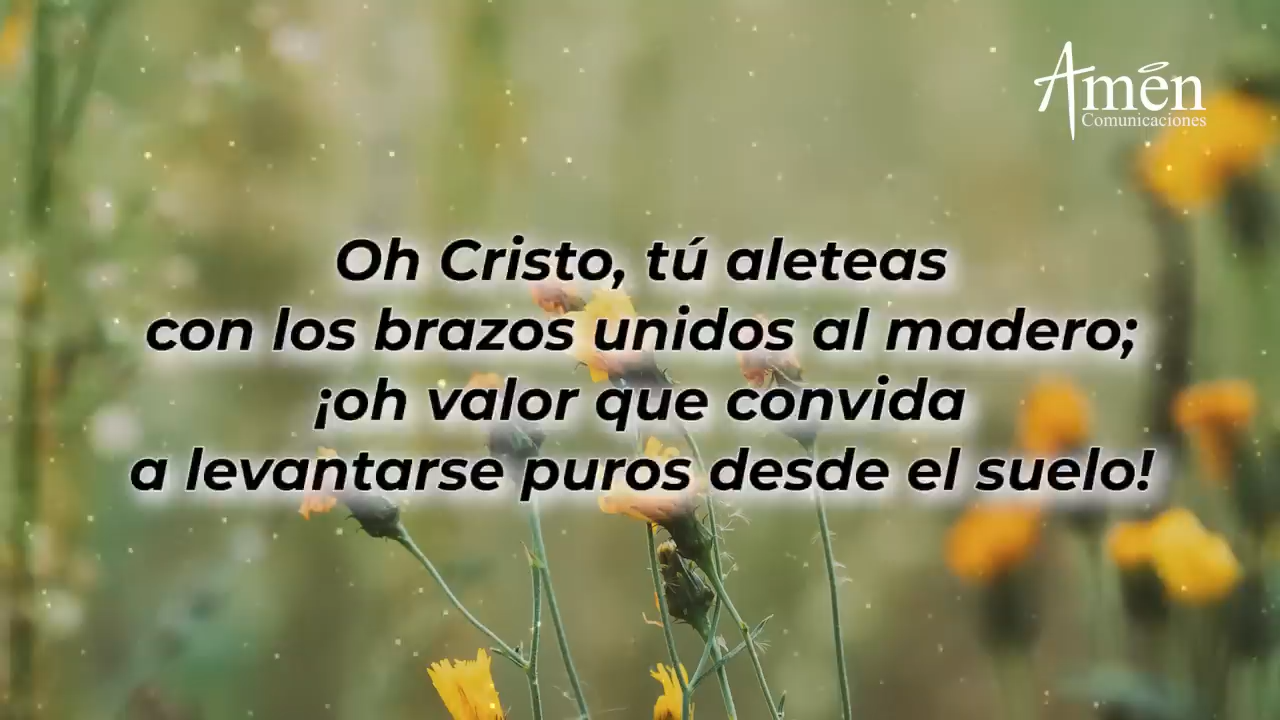 Amén
Comunicaciones
Oh Cristo, tú aleteas
con los brazos unidos al madero;
¡oh valor que convida
a levantarse puros desde el suelo!